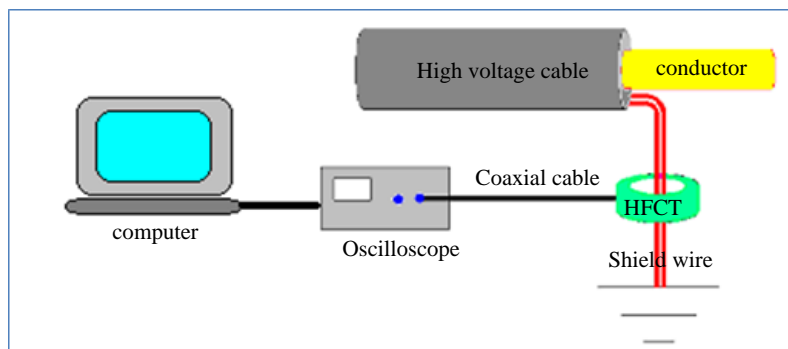 High voltage cable
conductor
Coaxial cable
HFCT
computer
Oscilloscope
Shield wire